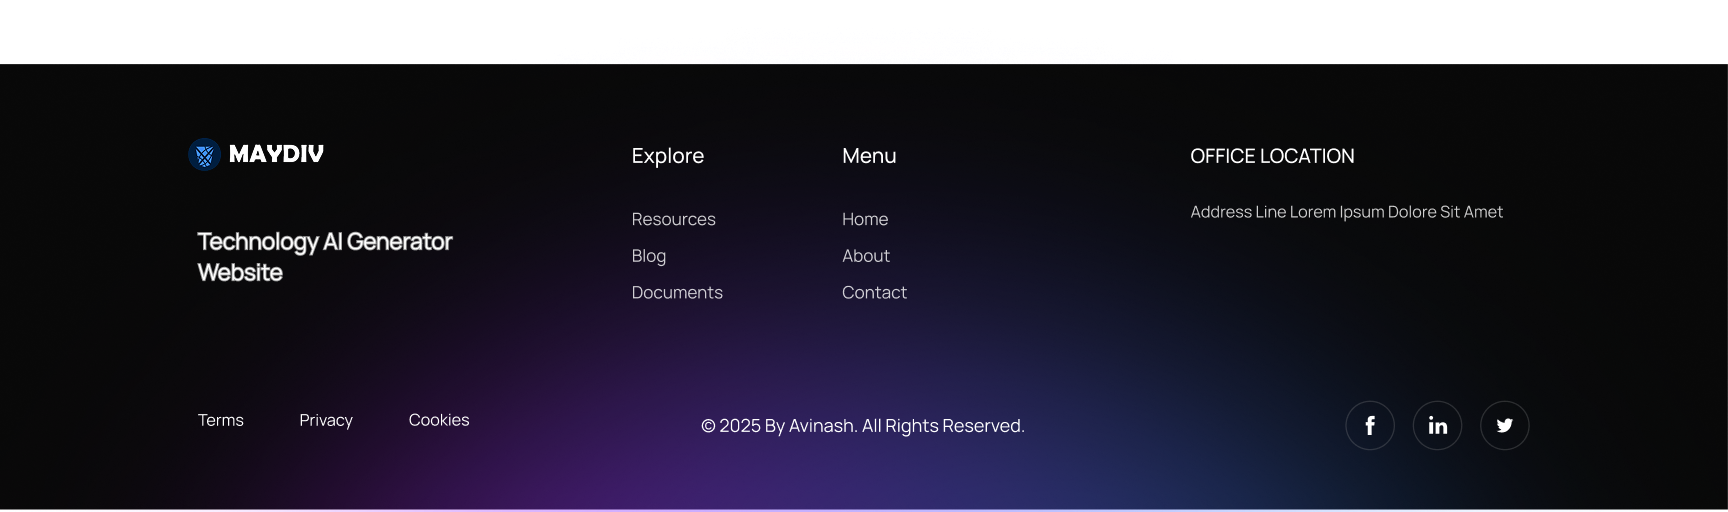 MAYDIV
Technology AI Generator
Website
Explore
Resources
Blog
Documents
Menu
Home
About
Contact
OFFICE LOCATION
Address Line Lorem Ipsum Dolore Sit Amet
Terms
Privacy
Cookies
© 2025 By Avinash. All Rights Reserved.
f
in